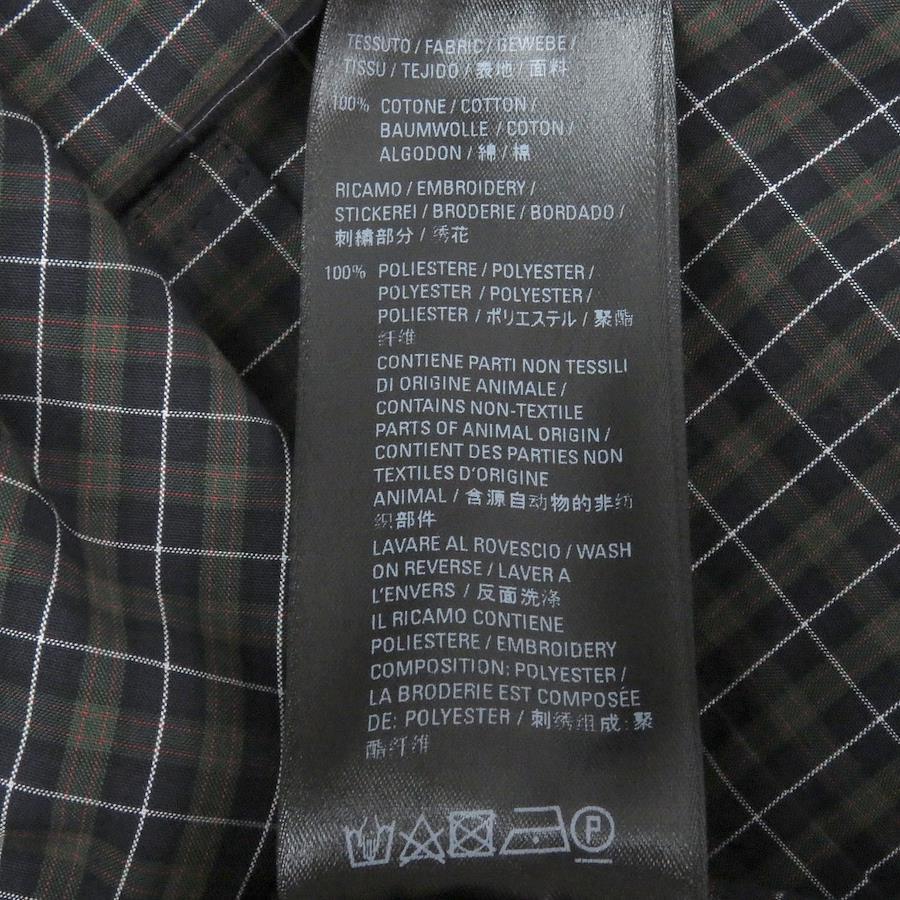 TESSUTO / FABRIC / GEWEBE /
TISSU / TEJIDO / 表地 / 面料
100% COTONE / COTTON /
BAUMWOLLE / COTON /
ALGODON / 綿 / 棉
RICAMO / EMBROIDERY /
STICKEREI / BRODERIE / BORDADO /
刺繍部分 / 绣花
100% POLIESTERE / POLYESTER /
POLYESTER / POLYESTER /
POLIESTER / ポリエステル / 聚酯
纤维
CONTIENE PARTI NON TESSILI
DI ORIGINE ANIMALE /
CONTAINS NON-TEXTILE
PARTS OF ANIMAL ORIGIN /
CONTIENT DES PARTIES NON
TEXTILES D'ORIGINE
ANIMAL / 含源自动物的非纺
织部件
LAVARE AL ROVESCIO / WASH
ON REVERSE / LAVER A
L'ENVERS / 反面洗涤
IL RICAMO CONTIENE
POLIESTERE / EMBROIDERY
COMPOSITION: POLYESTER /
LA BRODERIE EST COMPOSÉE
DE: POLYESTER / 刺绣组成: 聚
酯纤维
P